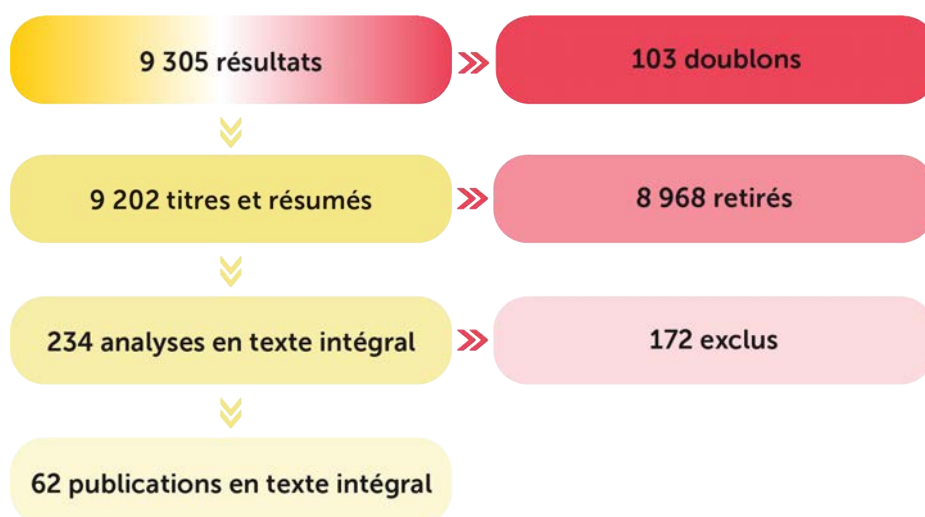 9 305 résultats
103 doublons
9 202 titres et résumés
8 968 retirés
234 analyses en texte intégral
172 exclus
62 publications en texte intégral